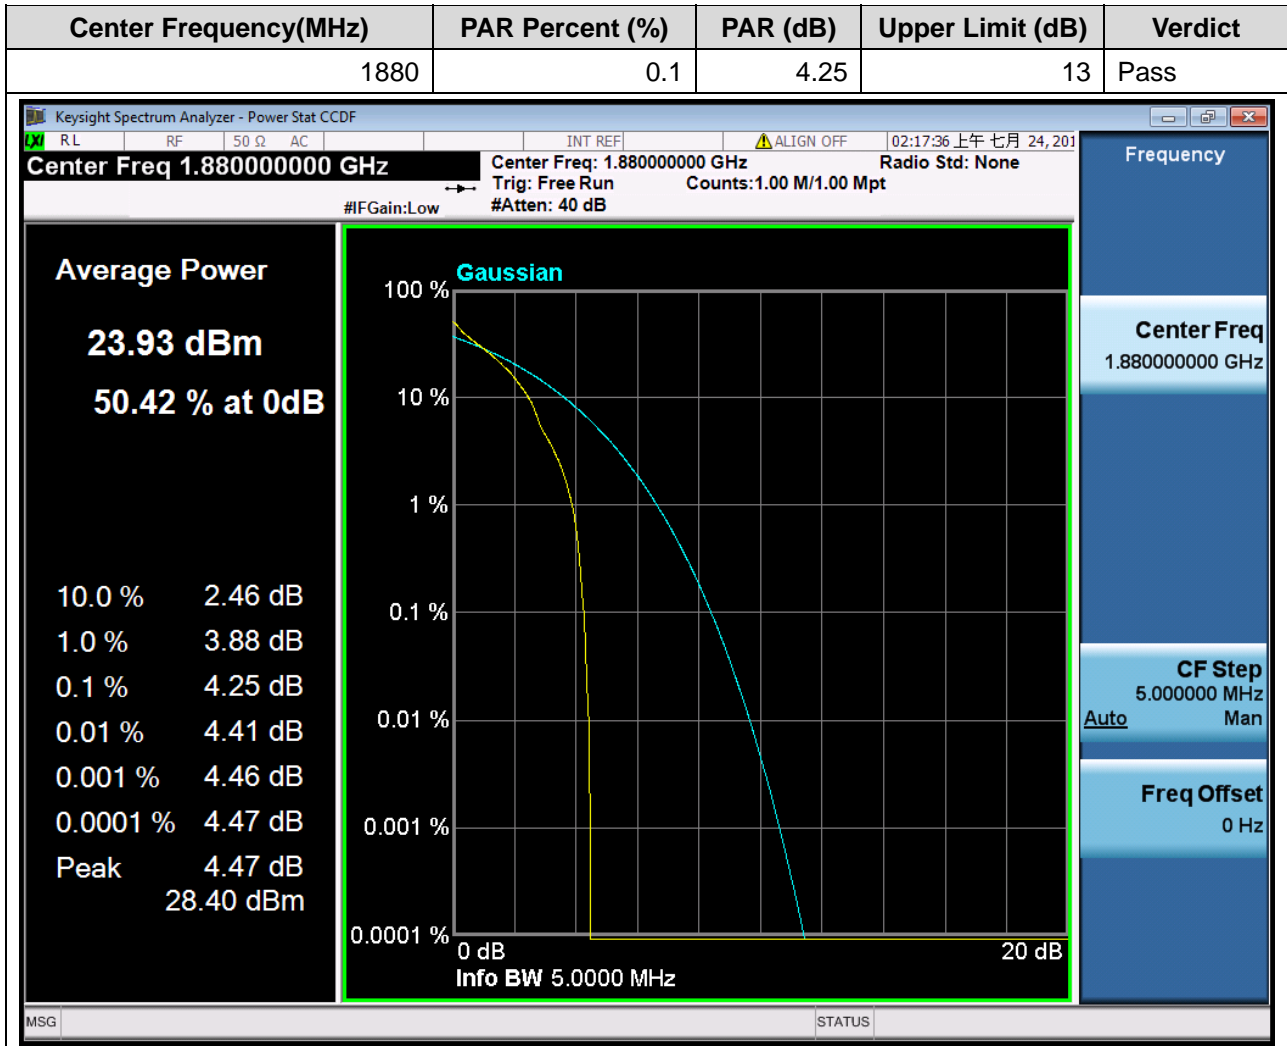 Center Frequency(MHz) PAR Percent (%) PAR (dB) Upper Limit (dB) Verdict
1880 0.1 4.25 13 Pass
Keysight Spectrum Analyzer - Power Stat CCDF
LXI RL RF 50 Ω AC INT REF ALIGN OFF 02:17:36 上午 七月 24, 201
Center Freq 1.880000000 GHz
Center Freq: 1.880000000 GHz Radio Std: None
Trig: Free Run Counts:1.00 M/1.00 Mpt
#IFGain:Low #Atten: 40 dB
Average Power
23.93 dBm
50.42 % at 0dB
10.0 % 2.46 dB
1.0 % 3.88 dB
0.1 % 4.25 dB
0.01 % 4.41 dB
0.001 % 4.46 dB
0.0001 % 4.47 dB
Peak 4.47 dB
28.40 dBm
Gaussian
100 %
10 %
1 %
0.1 %
0.01 %
0.001 %
0.0001 %
0 dB 20 dB
Info BW 5.0000 MHz
Frequency
Center Freq
1.880000000 GHz
CF Step
5.000000 MHz
Auto Man
Freq Offset
0 Hz
MSG STATUS